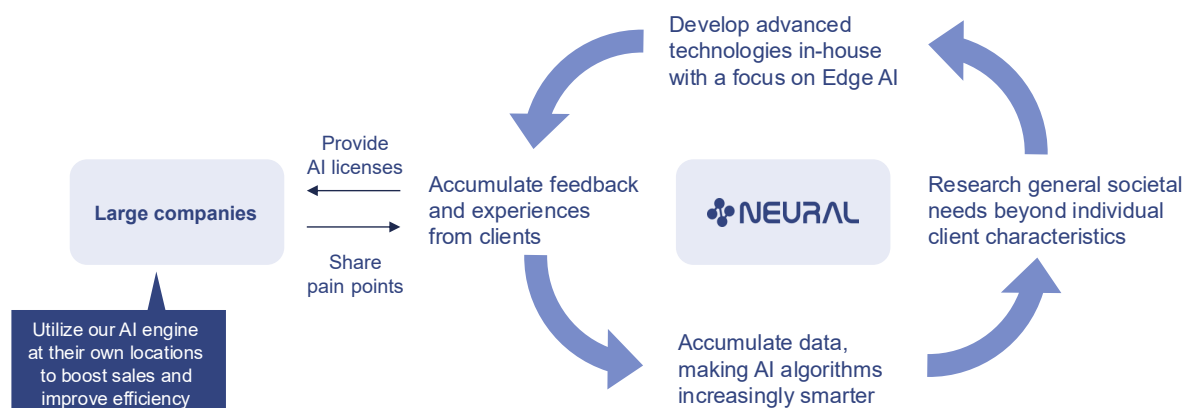 Develop advanced
technologies in-house
with a focus on Edge AI
Provide
AI licenses
Large companies
Accumulate feedback
and experiences
from clients
NEURAL
Research general societal
needs beyond individual
client characteristics
Share
pain points
Utilize our AI engine
at their own locations
to boost sales and
improve efficiency
Accumulate data,
making AI algorithms
increasingly smarter